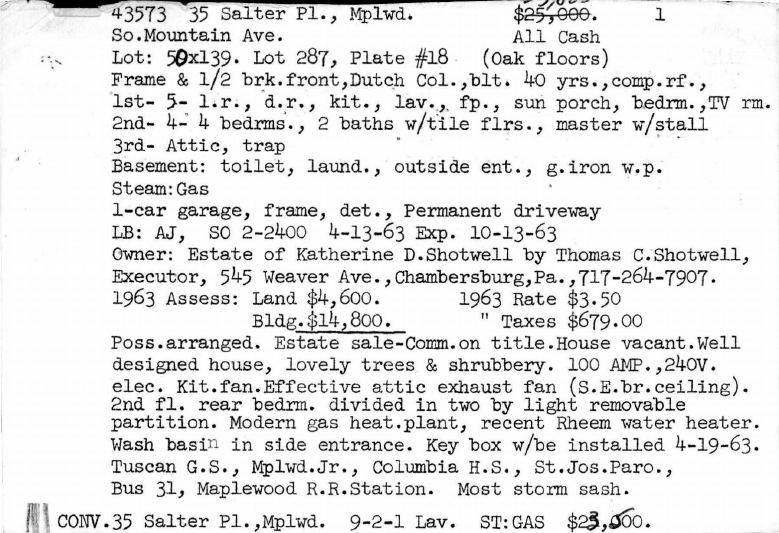 43573 35 Salter Pl., Mplwd. $25,000. 1
So.Mountain Ave. All Cash
Lot: 50x139. Lot 287, Plate #18 (Oak floors)
Frame & 1/2 brk.front,Dutch Col.,blt. 40 yrs.,comp.rf.,
1st- 5- l.r., d.r., kit., lav., fp., sun porch, bedrm.,TV rm.
2nd- 4- 4 bedrms., 2 baths w/tile flrs., master w/stall
3rd- Attic, trap
Basement: toilet, laund., outside ent., g.iron w.p.
Steam:Gas
1-car garage, frame, det., Permanent driveway
LB: AJ, SO 2-2400 4-13-63 Exp. 10-13-63
Owner: Estate of Katherine D.Shotwell by Thomas C.Shotwell,
Executor, 545 Weaver Ave.,Chambersburg,Pa.,717-264-7907.
1963 Assess: Land $4,600. 1963 Rate $3.50
Bldg.$14,800. " Taxes $679.00
Poss.arranged. Estate sale-Comm.on title.House vacant.Well
designed house, lovely trees & shrubbery. 100 AMP.,240V.
elec. Kit.fan.Effective attic exhaust fan (S.E.br.ceiling).
2nd fl. rear bedrm. divided in two by light removable
partition. Modern gas heat.plant, recent Rheem water heater.
Wash basin in side entrance. Key box w/be installed 4-19-63.
Tuscan G.S., Mplwd.Jr., Columbia H.S., St.Jos.Paro.,
Bus 31, Maplewood R.R.Station. Most storm sash.
CONV.35 Salter Pl.,Mplwd. 9-2-1 Lav. ST:GAS $23,500.